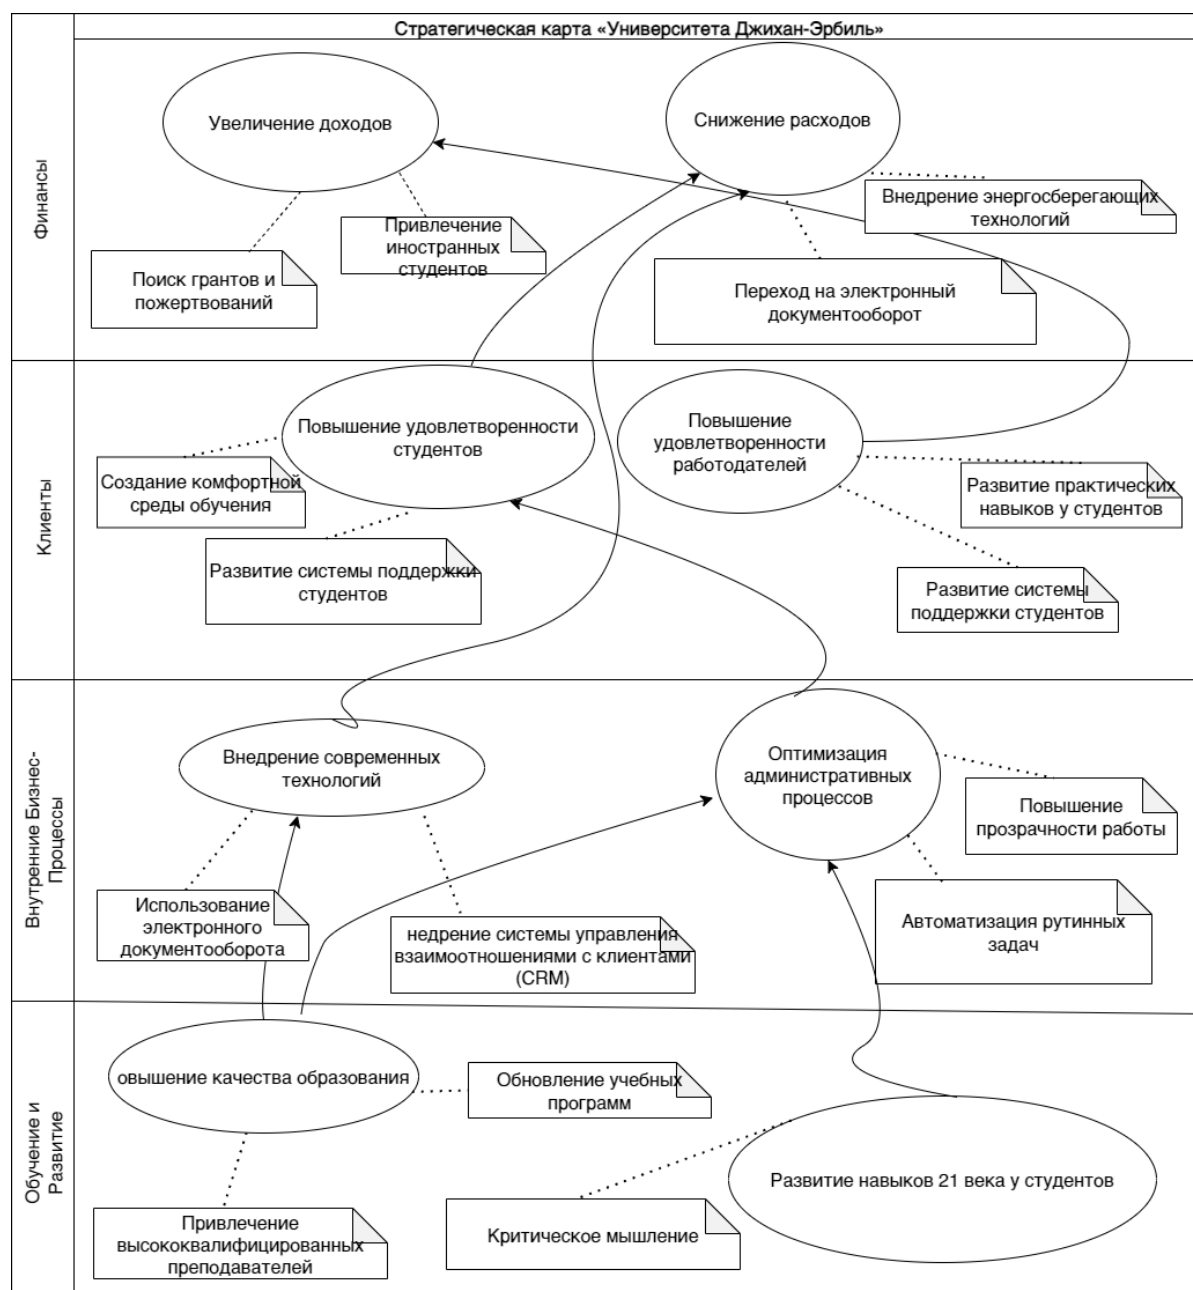 Стратегическая карта «Университета Джихан-Эрбиль»
Финансы
Увеличение доходов
Снижение расходов
Внедрение энергосберегающих
технологий
Привлечение
иностранных
студентов
Поиск грантов и
пожертвований
Переход на электронный
документооборот
Клиенты
Повышение удовлетворенности
студентов
Повышение
удовлетворенности
работодателей
Создание комфортной
среды обучения
Развитие практических
навыков у студентов
Развитие системы поддержки
студентов
Развитие системы
поддержки студентов
Внутренние Бизнес-
Процессы
Внедрение современных
технологий
Оптимизация
административных
процессов
Повышение
прозрачности работы
Использование
электронного
документооборота
недрение системы управления
взаимоотношениями с клиентами
(CRM)
Автоматизация рутинных
задач
Обучение и
Развитие
овышение качества образования
Обновление учебных
программ
Развитие навыков 21 века у студентов
Привлечение
высококвалифицированных
преподавателей
Критическое мышление